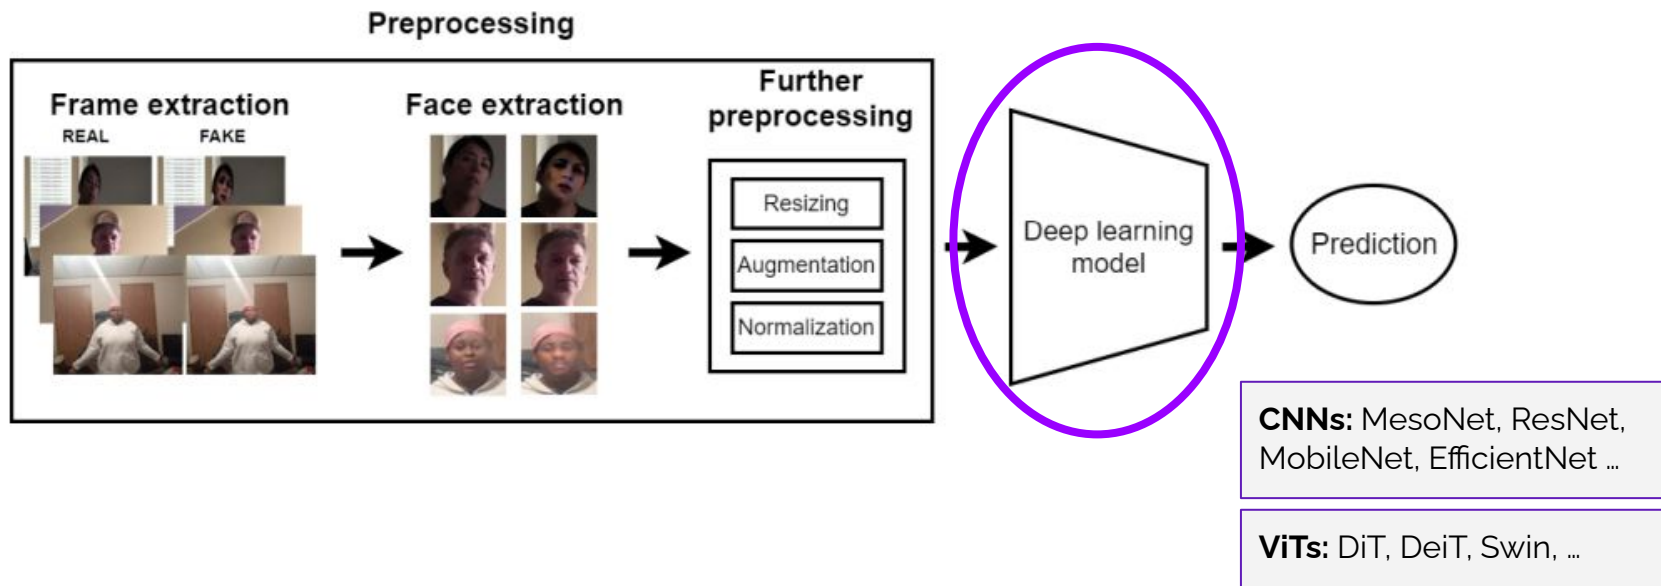 Preprocessing
Frame extraction
REAL
FAKE
Face extraction
Further
preprocessing
Resizing
Augmentation
Normalization
Deep learning
model
Prediction
CNNs: MesoNet, ResNet,
MobileNet, EfficientNet ...
ViTs: DiT, DeiT, Swin, ...